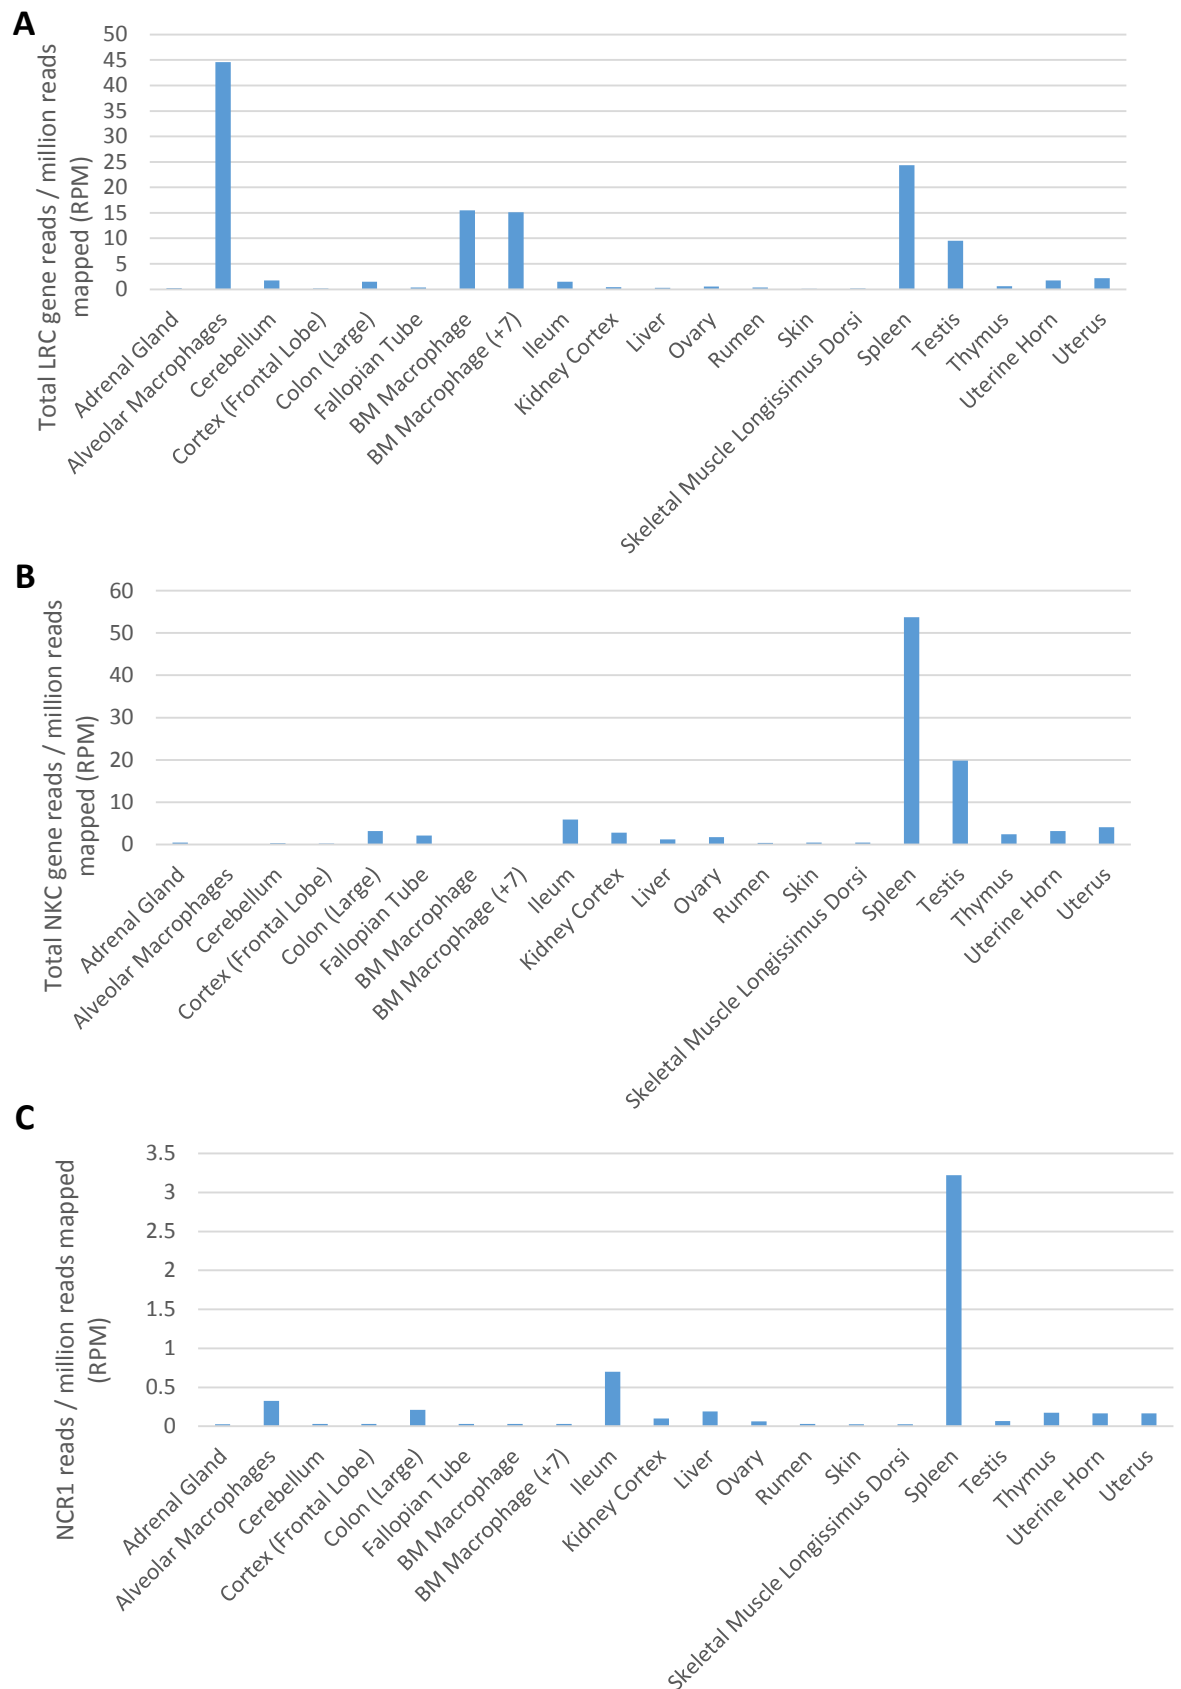 A
Total LRC gene reads / million reads
mapped (RPM)
50
45
40
35
30
25
20
15
10
5
0
Adrenal Gland
Alveolar Macrophages
Cerebellum
Cortex (Frontal Lobe)
Colon (Large)
Fallopian Tube
BM Macrophage
BM Macrophage (+7)
Ileum
Kidney Cortex
Liver
Ovary
Rumen
Skin
Skeletal Muscle Longissimus Dorsi
Spleen
Testis
Thymus
Uterine Horn
Uterus
B
Total NKC gene reads / million reads
mapped (RPM)
60
50
40
30
20
10
0
Adrenal Gland
Alveolar Macrophages
Cerebellum
Cortex (Frontal Lobe)
Colon (Large)
Fallopian Tube
BM Macrophage
BM Macrophage (+7)
Ileum
Kidney Cortex
Liver
Ovary
Rumen
Skin
Skeletal Muscle Longissimus Dorsi
Spleen
Testis
Thymus
Uterine Horn
Uterus
C
NCR1 reads / million reads mapped
(RPM)
3.5
3
2.5
2
1.5
1
0.5
0
Adrenal Gland
Alveolar Macrophages
Cerebellum
Cortex (Frontal Lobe)
Colon (Large)
Fallopian Tube
BM Macrophage
BM Macrophage (+7)
Ileum
Kidney Cortex
Liver
Ovary
Rumen
Skin
Skeletal Muscle Longissimus Dorsi
Spleen
Testis
Thymus
Uterine Horn
Uterus